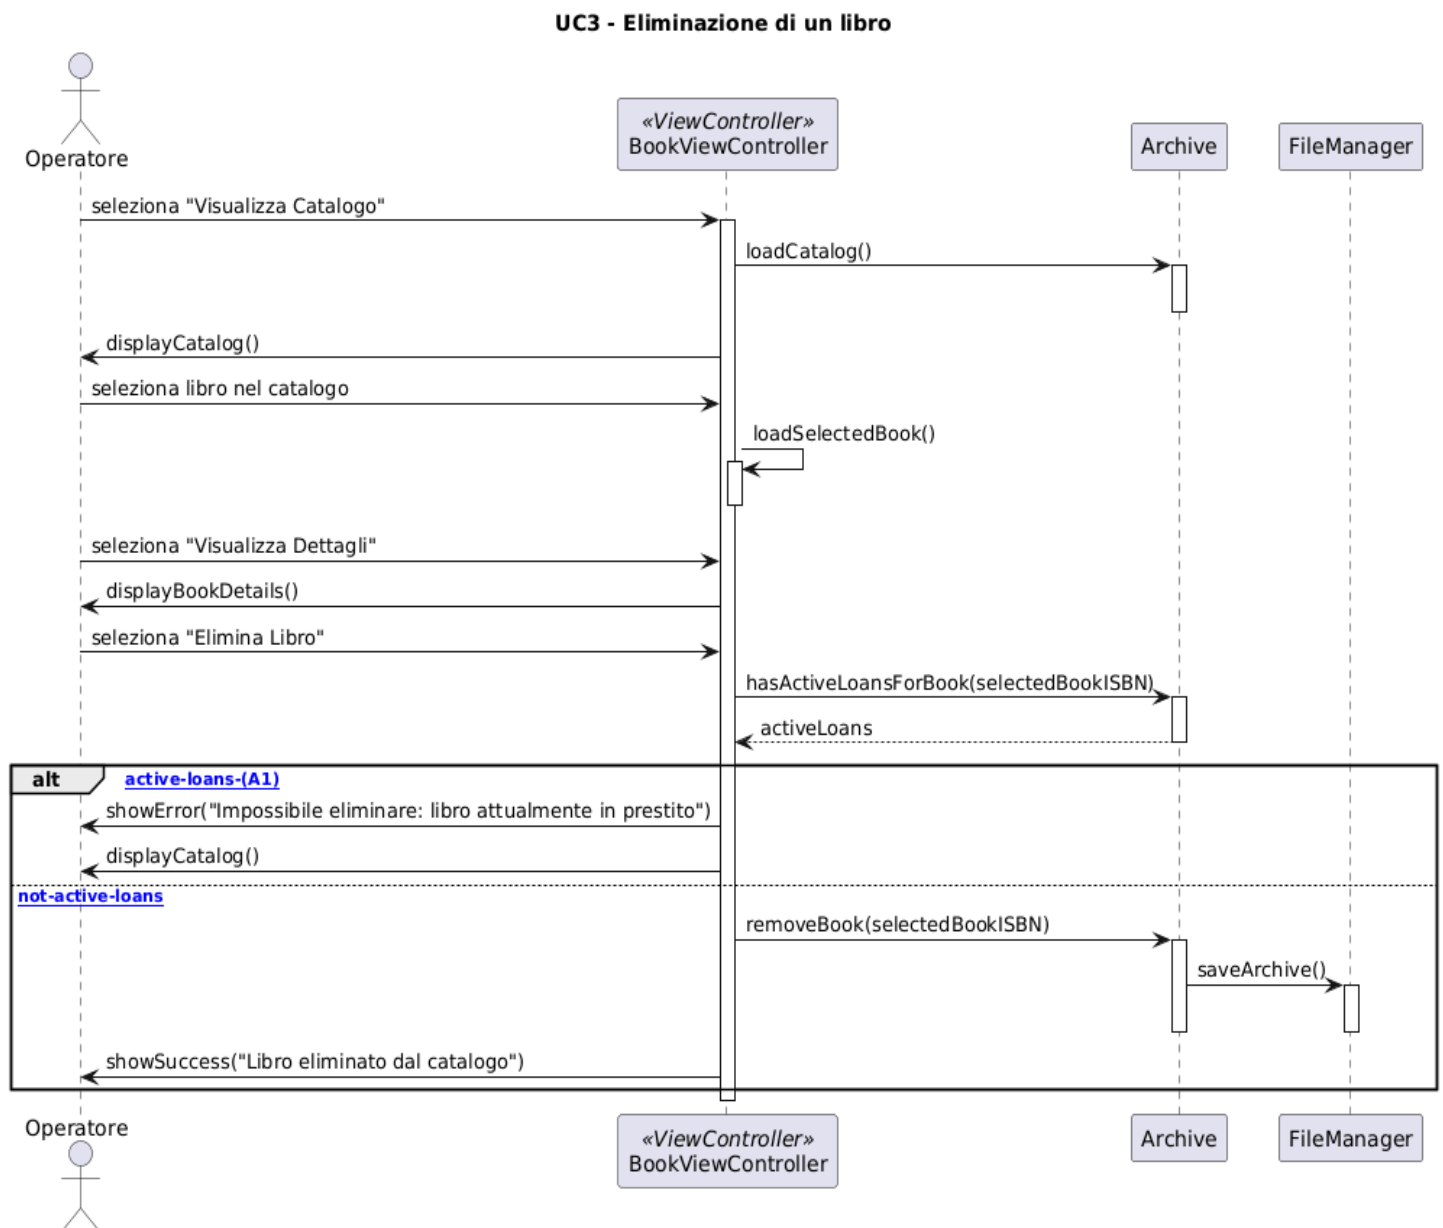 UC3 - Eliminazione di un libro
Operatore
«ViewController»
BookViewController
Archive
FileManager
seleziona "Visualizza Catalogo"
loadCatalog()
displayCatalog()
seleziona libro nel catalogo
loadSelectedBook()
seleziona "Visualizza Dettagli"
displayBookDetails()
seleziona "Elimina Libro"
hasActiveLoansForBook(selectedBookISBN)
activeLoans
alt
active-loans-(A1)
showError("Impossibile eliminare: libro attualmente in prestito")
displayCatalog()
not-active-loans
removeBook(selectedBookISBN)
saveArchive()
showSuccess("Libro eliminato dal catalogo")
Operatore
«ViewController»
BookViewController
Archive
FileManager